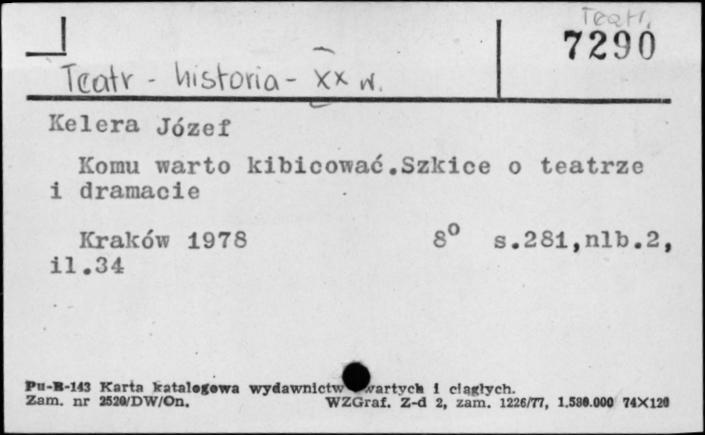 Teatr.
7290
Teatr - historia - XX w.
Kelera Józef
Komu warto kibicować.Szkice o teatrze
i dramacie
Kraków 1978 8° s.281,nlb.2,
il.34
Pu-B-143 Karta katalogowa wydawnictw wartych i ciągłych.
Zam. nr 2520/DW/On. WZGraf. Z-d 2, zam. 1226/77, 1.580.000 74X120